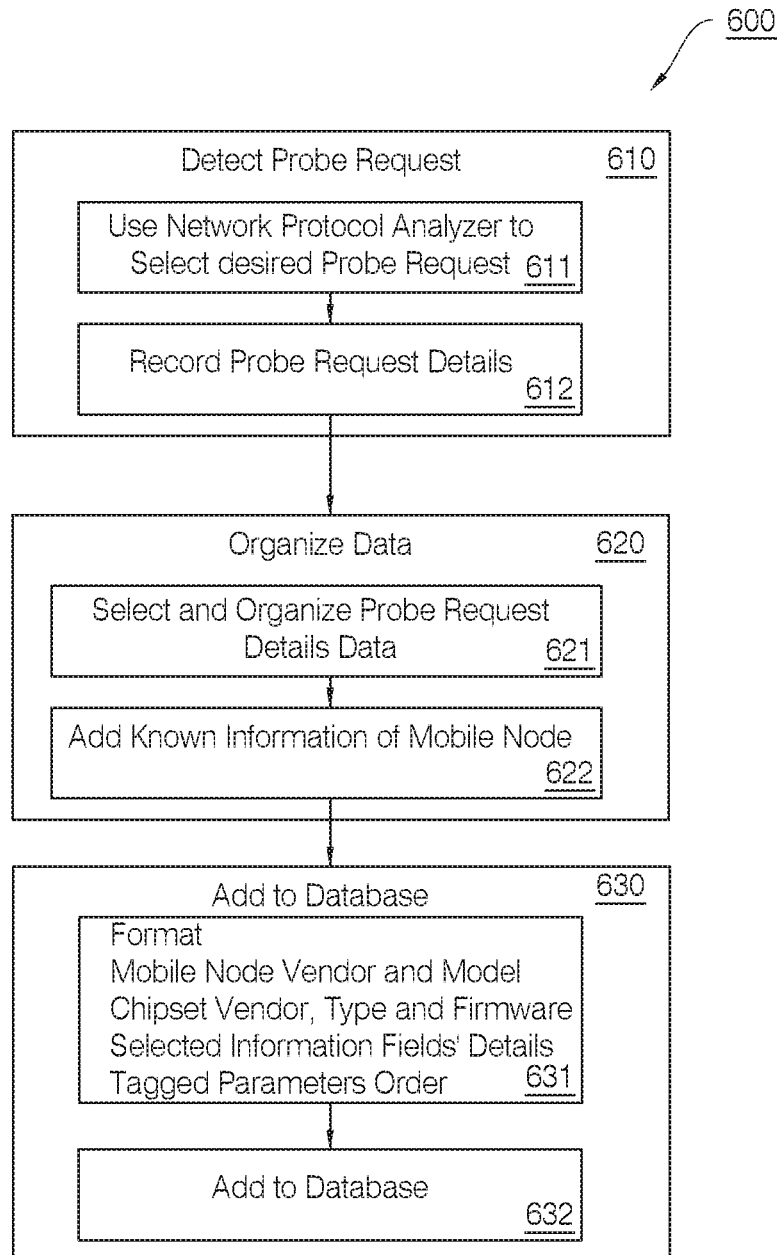 600
Detect Probe Request 610
Use Network Protocol Analyzer to
Select desired Probe Request 611
Record Probe Request Details
612
Organize Data 620
Select and Organize Probe Request
Details Data 621
Add Known Information of Mobile Node
622
Add to Database 630
Format
Mobile Node Vendor and Model
Chipset Vendor, Type and Firmware
Selected Information Fields' Details
Tagged Parameters Order 631
Add to Database
632